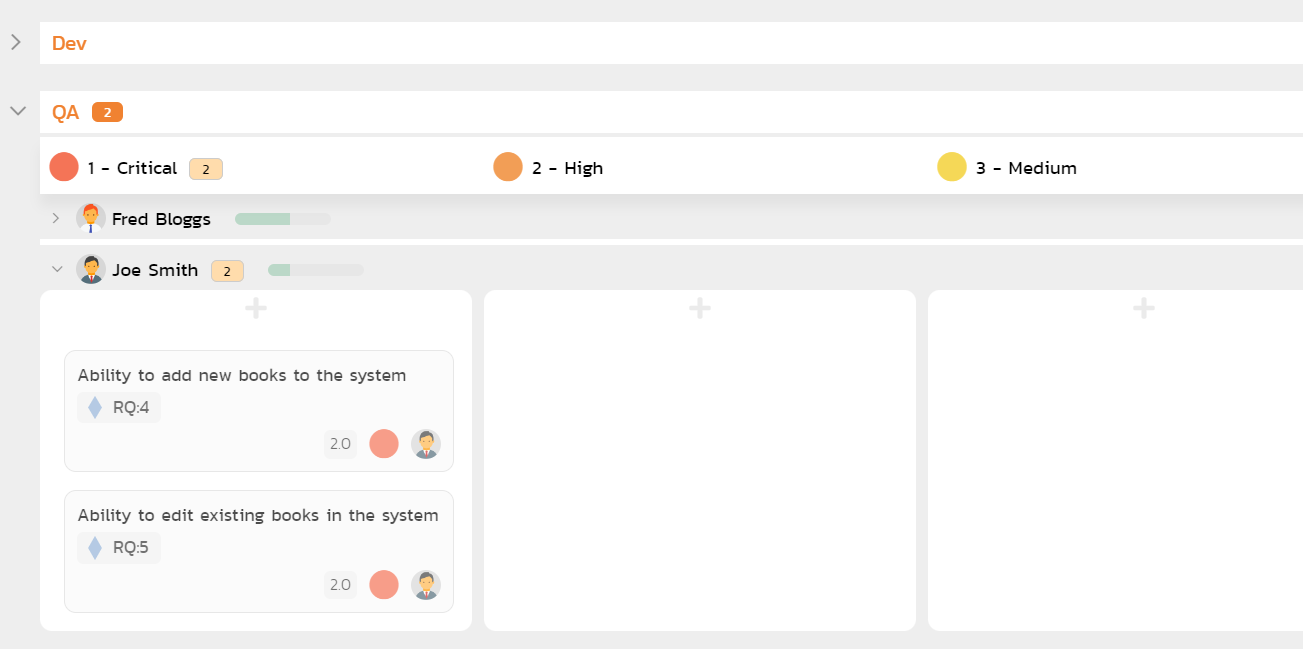 Dev
QA 2
1 - Critical 2 2 - High 3 - Medium
Fred Bloggs
Joe Smith 2
Ability to add new books to the system
RQ:4
2.0
Ability to edit existing books in the system
RQ:5
2.0